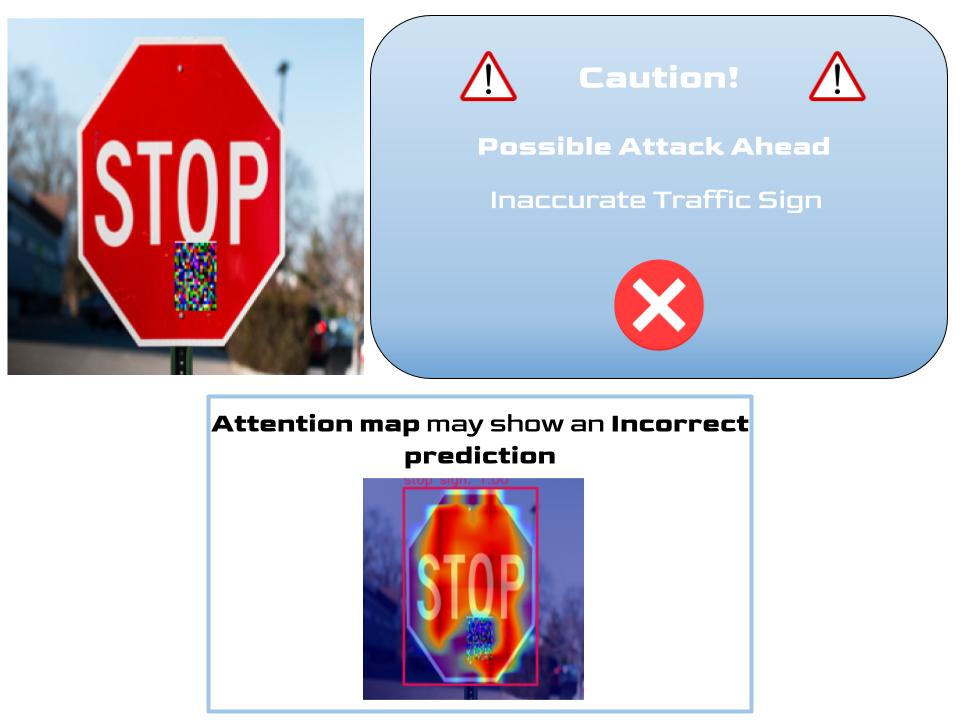 STOP
Caution!
Possible Attack Ahead
Inaccurate Traffic Sign
Attention map may show an Incorrect
prediction
stop sign: 1.00
STOP